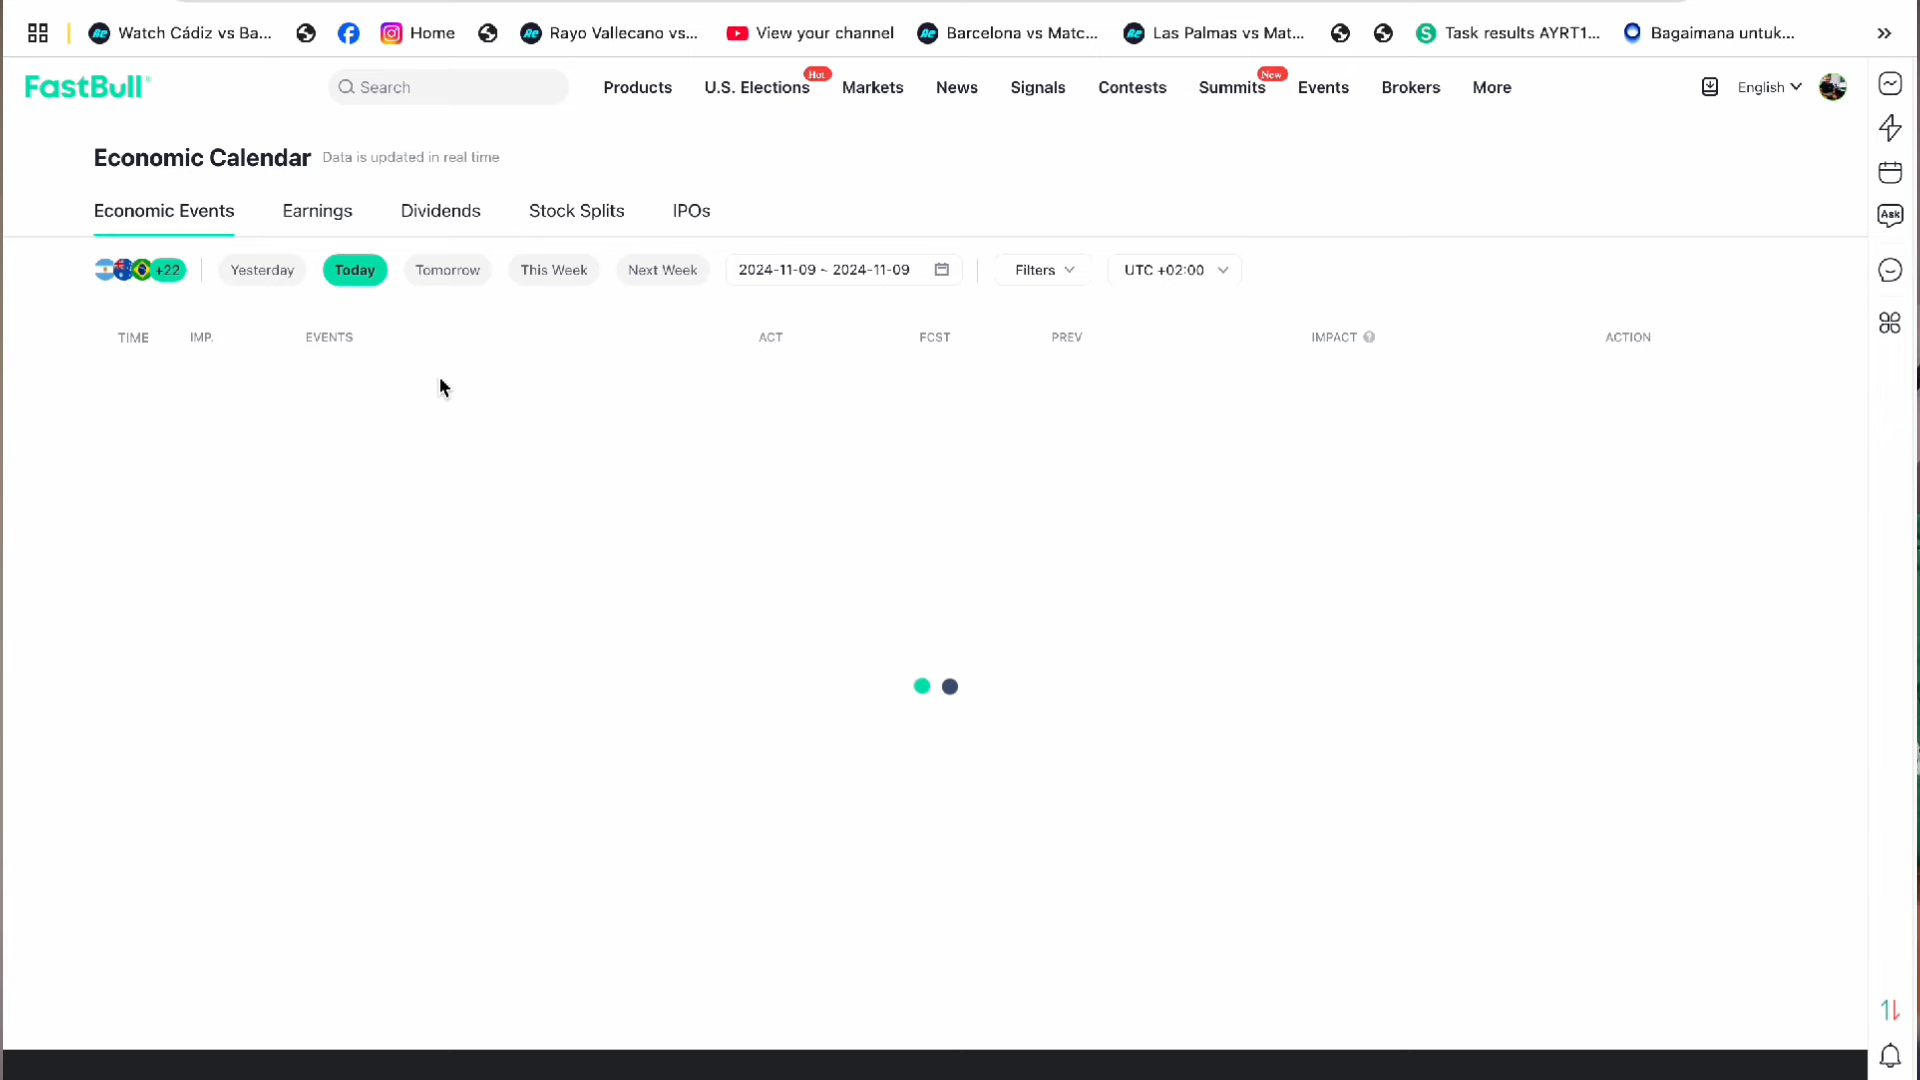 Watch Cádiz vs Ba... Home Rayo Vallecano vs... View your channel Barcelona vs Matc... Las Palmas vs Mat... S Task results AYRT1... Bagaimana untuk...
FastBull Search Products U.S. Elections Hot Markets News Signals Contests Summits New Events Brokers More English
Economic Calendar Data is updated in real time
Economic Events Earnings Dividends Stock Splits IPOs
+22 Yesterday Today Tomorrow This Week Next Week 2024-11-09 ~ 2024-11-09 Filters UTC +02:00
TIME IMP. EVENTS ACT FCST PREV IMPACT ACTION
Ask